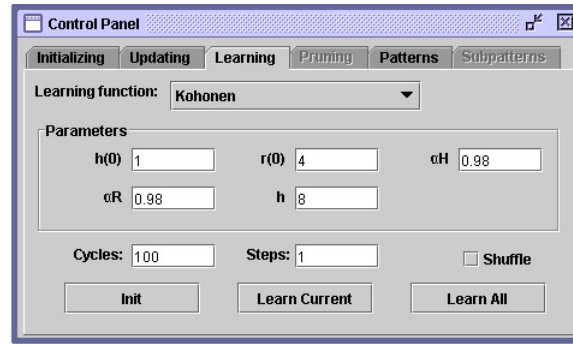 Control Panel
Initializing Updating Learning Pruning Patterns Subpatterns
Learning function: Kohonen
Parameters
h(0) 1 r(0) 4 αH 0.98
αR 0.98 h 8
Cycles: 100 Steps: 1 Shuffle
Init Learn Current Learn All